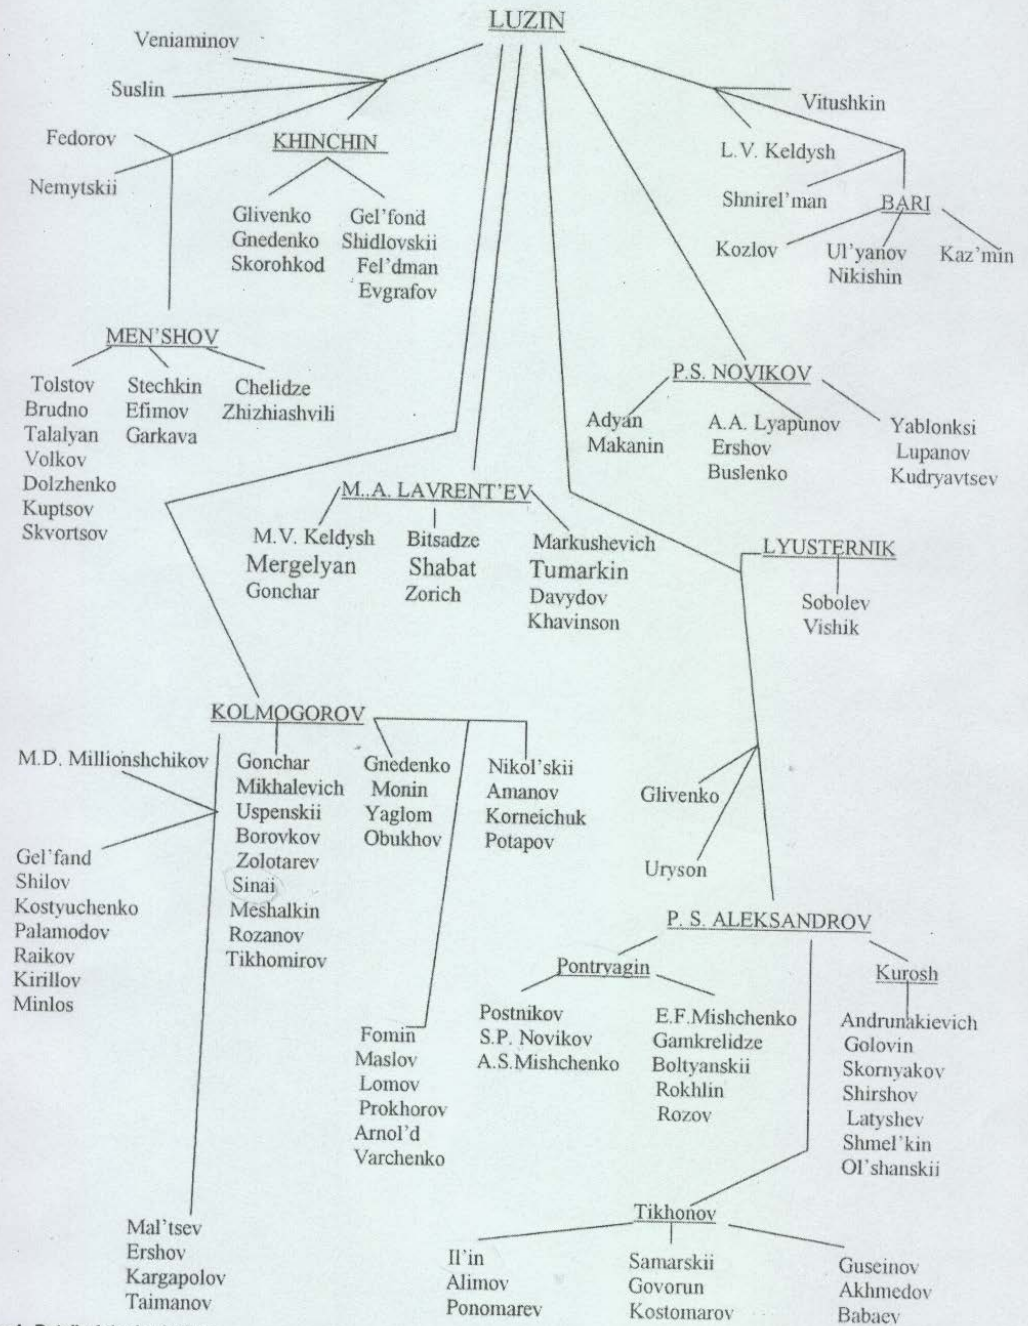 LUZIN
Veniaminov
Suslin
Fedorov
Nemytskii
KHINCHIN
Glivenko
Gnedenko
Skorohkod
Gel'fond
Shidlovskii
Fel'dman
Evgrafov
Vitushkin
L.V. Keldysh
Shnirel'man
BARI
Kozlov
Ul'yanov
Nikishin
Kaz'min
MEN'SHOV
Tolstov
Brudno
Talalyan
Volkov
Dolzhenko
Kuptsov
Skvortsov
Stechkin
Efimov
Garkava
Chelidze
Zhizhiashvili
P.S. NOVIKOV
Adyan
Makanin
A.A. Lyapunov
Ershov
Buslenko
Yablonksi
Lupanov
Kudryavtsev
M..A. LAVRENT'EV
M.V. Keldysh
Mergelyan
Gonchar
Bitsadze
Shabat
Zorich
Markushevich
Tumarkin
Davydov
Khavinson
LYUSTERNIK
Sobolev
Vishik
KOLMOGOROV
M.D. Millionshchikov
Gel'fand
Shilov
Kostyuchenko
Palamodov
Raikov
Kirillov
Minlos
Gonchar
Mikhalevich
Uspenskii
Borovkov
Zolotarev
Sinai
Meshalkin
Rozanov
Tikhomirov
Gnedenko
Monin
Yaglom
Obukhov
Nikol'skii
Amanov
Korneichuk
Potapov
Glivenko
Uryson
P. S. ALEKSANDROV
Pontryagin
Postnikov
S.P. Novikov
A.S.Mishchenko
E.F.Mishchenko
Gamkrelidze
Boltyanskii
Rokhlin
Rozov
Kurosh
Andrunakievich
Golovin
Skornyakov
Shirshov
Latyshev
Shmel'kin
Ol'shanskii
Fomin
Maslov
Lomov
Prokhorov
Arnol'd
Varchenko
Mal'tsev
Ershov
Kargapolov
Taimanov
Tikhonov
Il'in
Alimov
Ponomarev
Samarskii
Govorun
Kostomarov
Guseinov
Akhmedov
Babaev